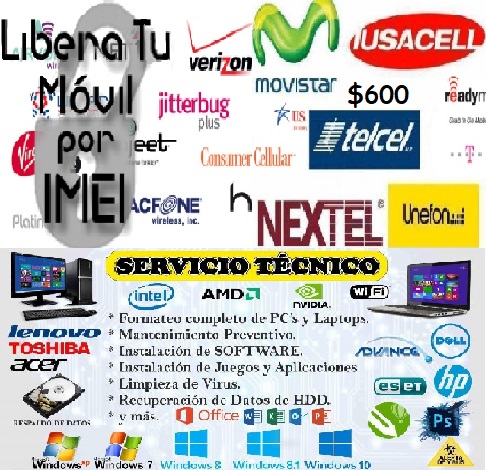 Libera Tu
Móvil
por
IMEI
verizon
movistar
IUSACELL
$600
jitterbug
plus
US
telcel
Virgin
eet
Consumer Cellular
T
Platin
ACFONE
wireless, inc.
h
NEXTEL
Unefon
SERVICIO TÉCNICO
intel
AMD
NVIDIA.
Wi Fi
* Formateo completo de PC's y Laptops.
* Mantenimiento Preventivo.
* Instalación de SOFTWARE.
* Instalación de Juegos y Aplicaciones
* Limpieza de Virus.
* Recuperación de Datos de HDD.
* y más.
Office
lenovo
TOSHIBA
acer
RESPALDO DE DATOS
ADVANCE
DELL
eset
hp
Ps
Windows xp
Windows 7
Windows 8
Windows 8.1
Windows 10